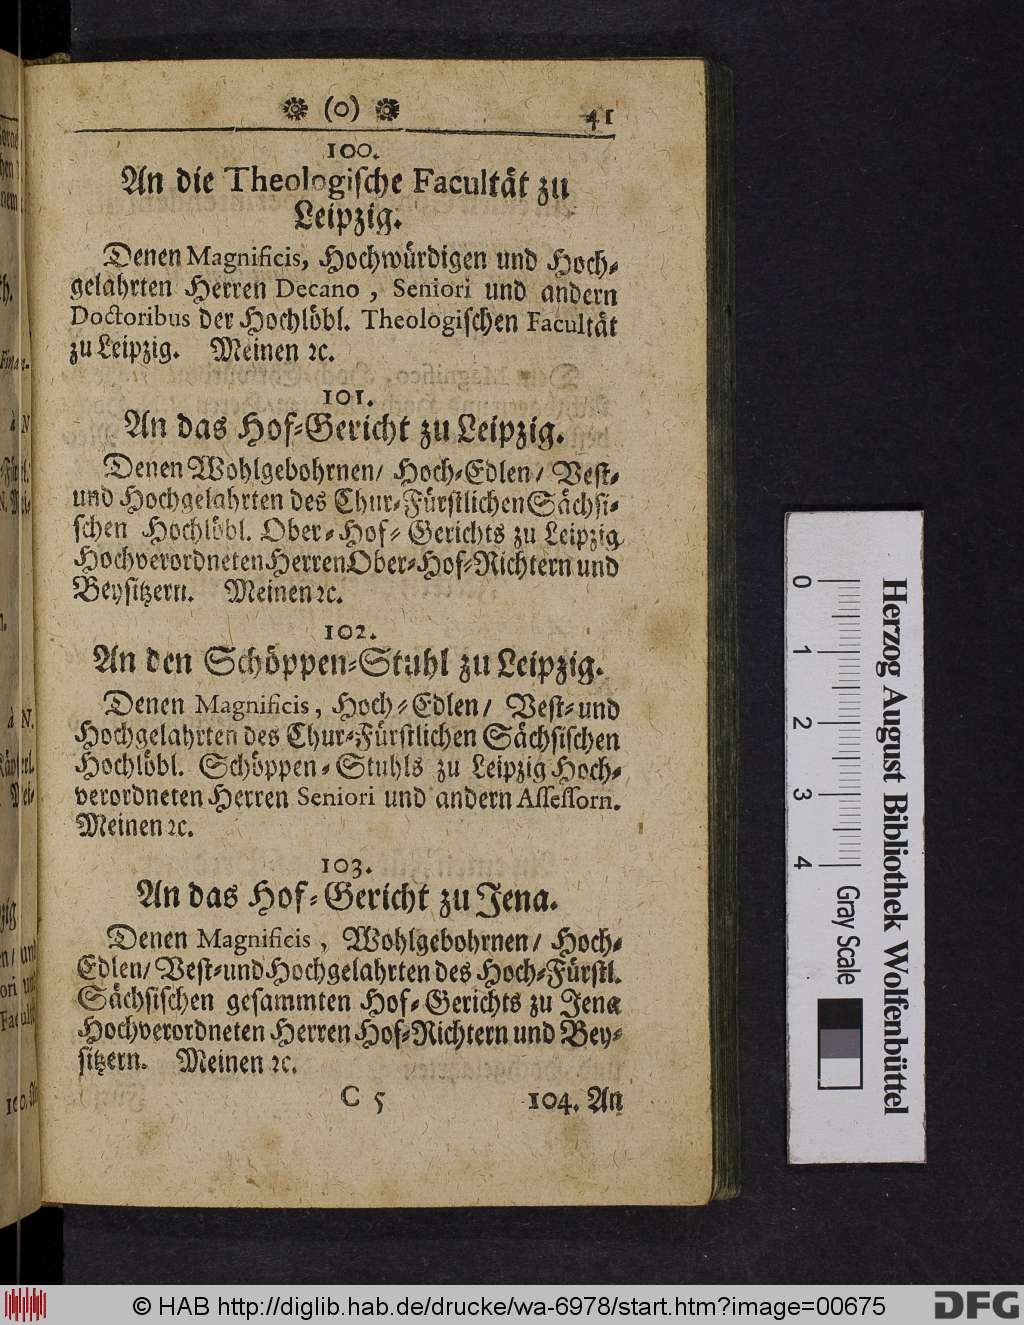 (0) 41
100.
An die Theologische Facultät zu
Leipzig.
Denen Magnificis, Hochwürdigen und Hoch-
gelahrten Herren Decano, Seniori und andern
Doctoribus der Hochlöbl. Theologischen Facultät
zu Leipzig. Meinen ꝛc.
101.
An das Hof-Gericht zu Leipzig.
Denen Wohlgebohrnen/ Hoch-Edlen/ Vest-
und Hochgelahrten des Chur-Fürstlichen Sächsi-
schen Hochlöbl. Ober-Hof-Gerichts zu Leipzig
Hochverordneten Herren Ober-Hof-Richtern und
Beysitzern. Meinen ꝛc.
102.
An den Schöppen-Stuhl zu Leipzig.
Denen Magnificis, Hoch-Edlen/ Vest-und
Hochgelahrten des Chur-Fürstlichen Sächsischen
Hochlöbl. Schöppen-Stuhls zu Leipzig Hoch-
verordneten Herren Seniori und andern Assessorn.
Meinen ꝛc.
103.
An das Hof-Gericht zu Jena.
Denen Magnificis, Wohlgebohrnen/ Hoch-
Edlen/ Vest-und Hochgelahrten des Hoch-Fürstl.
Sächsischen gesammten Hof-Gerichts zu Jena
Hochverordneten Herren Hof-Richtern und Bey-
sitzern. Meinen ꝛc.
C 5 104. An
Herzog August Bibliothek Wolfenbüttel
0 1 2 3 4 Gray Scale
© HAB http://diglib.hab.de/drucke/wa-6978/start.htm?image=00675
DFG